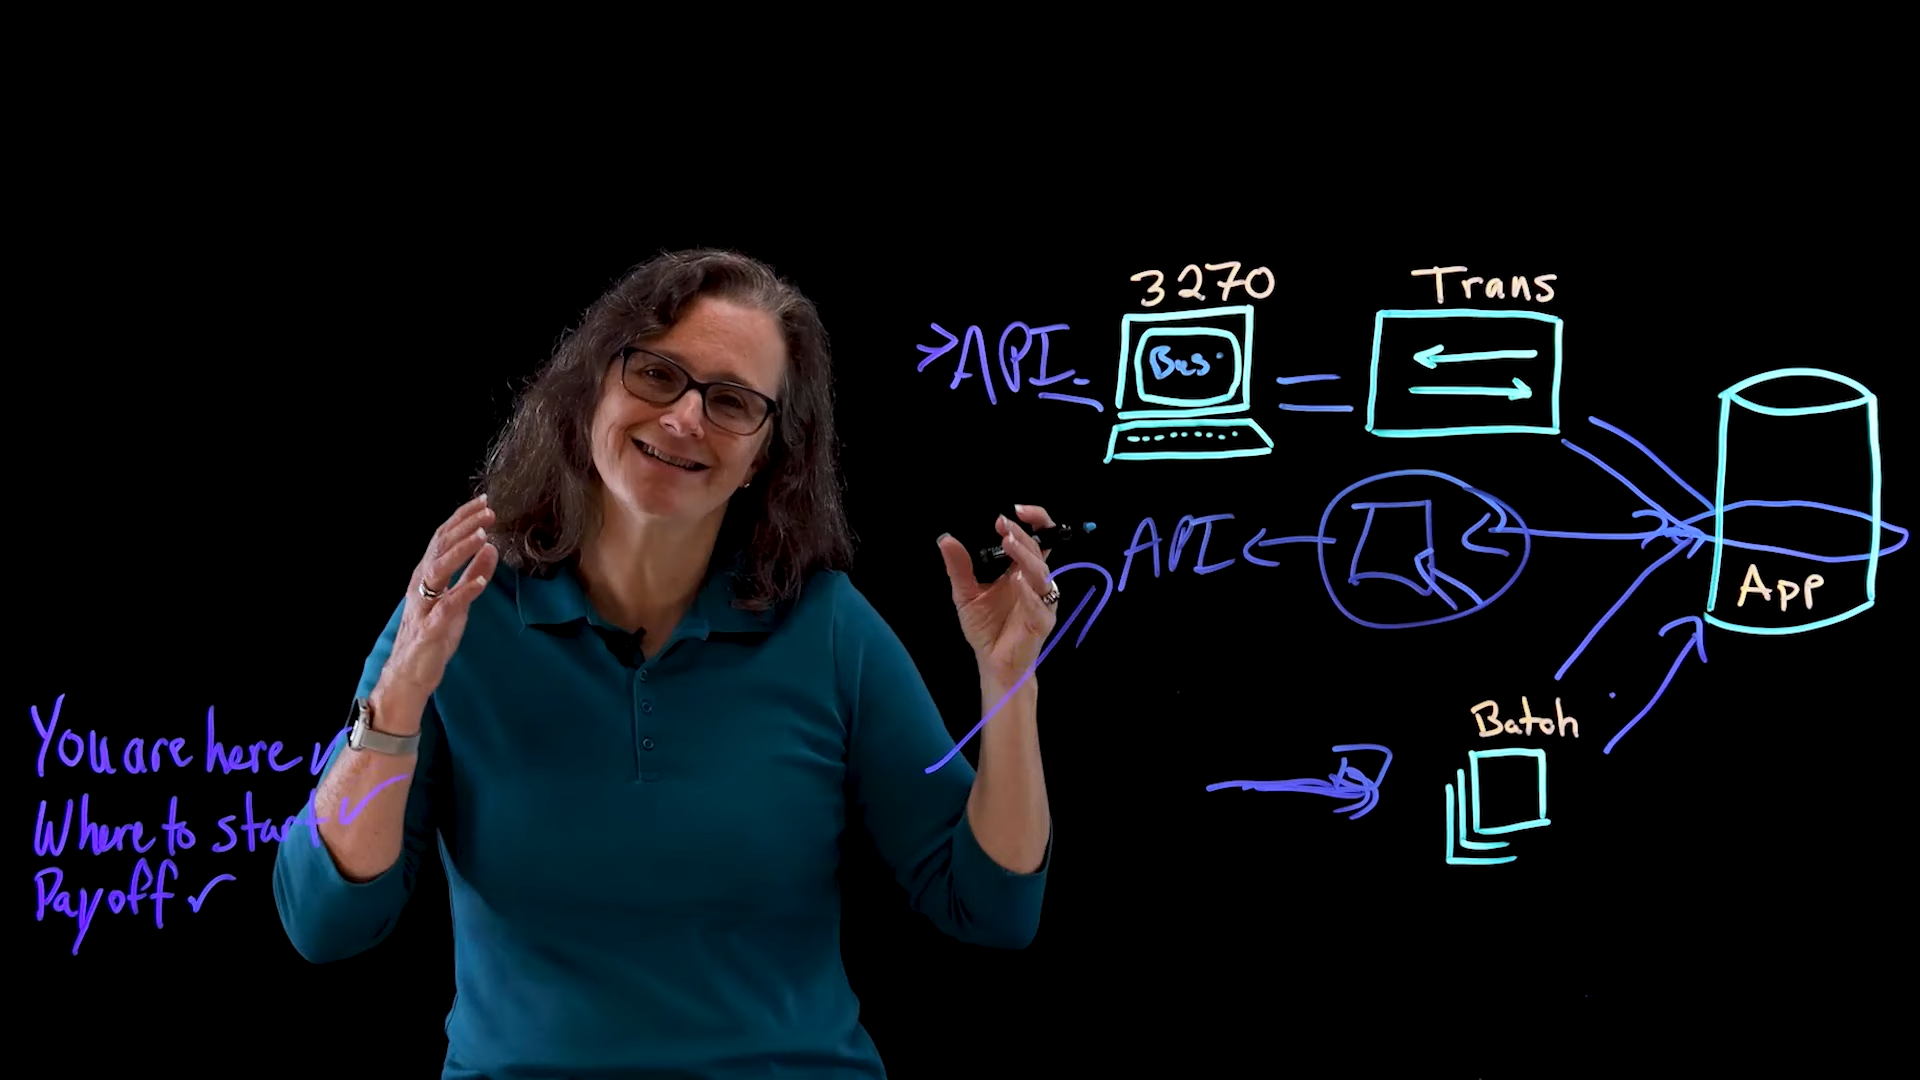 You are here
Where to start
Payoff
3270
Trans
API
Bus
API
App
Batch